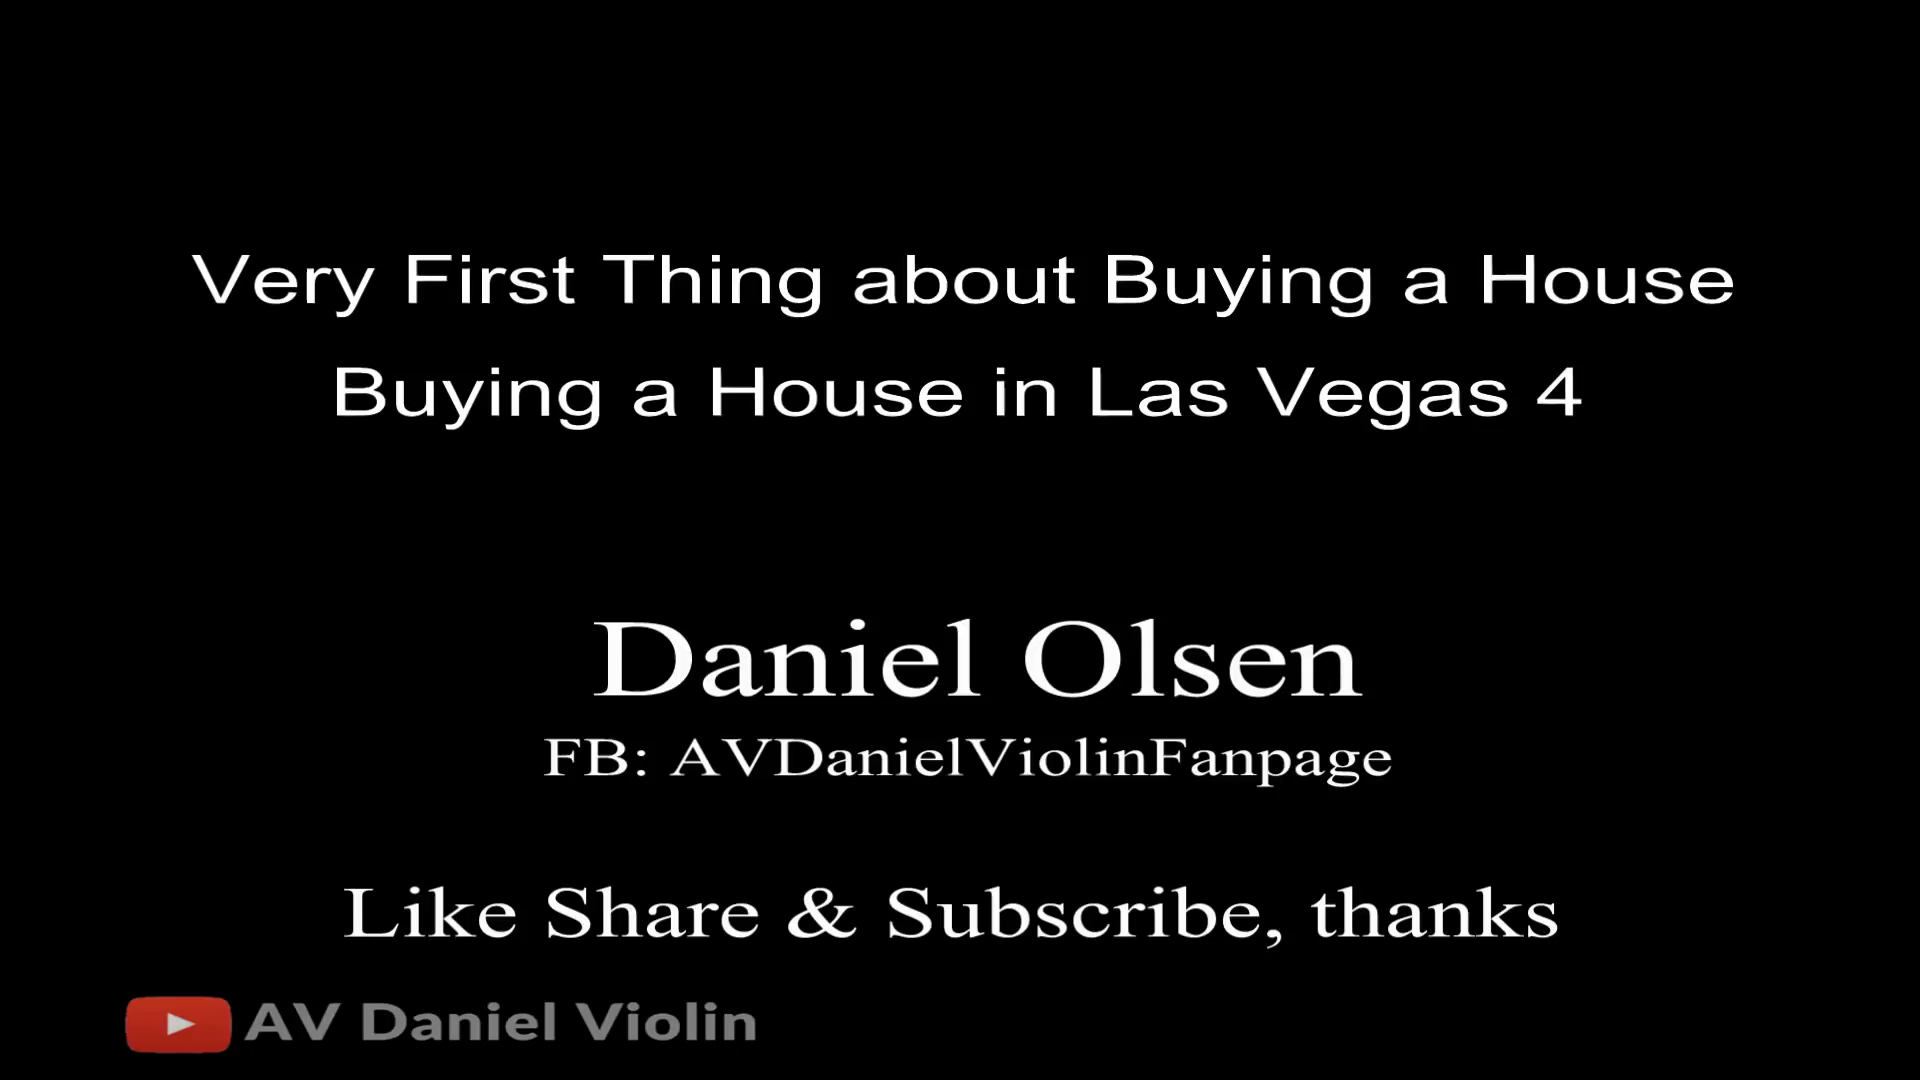 Very First Thing about Buying a House
Buying a House in Las Vegas 4
Daniel Olsen
FB: AVDanielViolinFanpage
Like Share & Subscribe, thanks
AV Daniel Violin